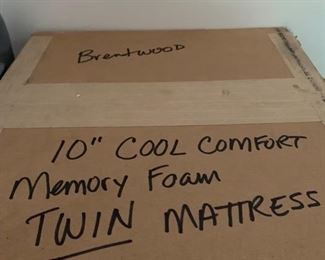 Brentwood
10" COOL COMFORT
Memory Foam
TWIN MATTRESS